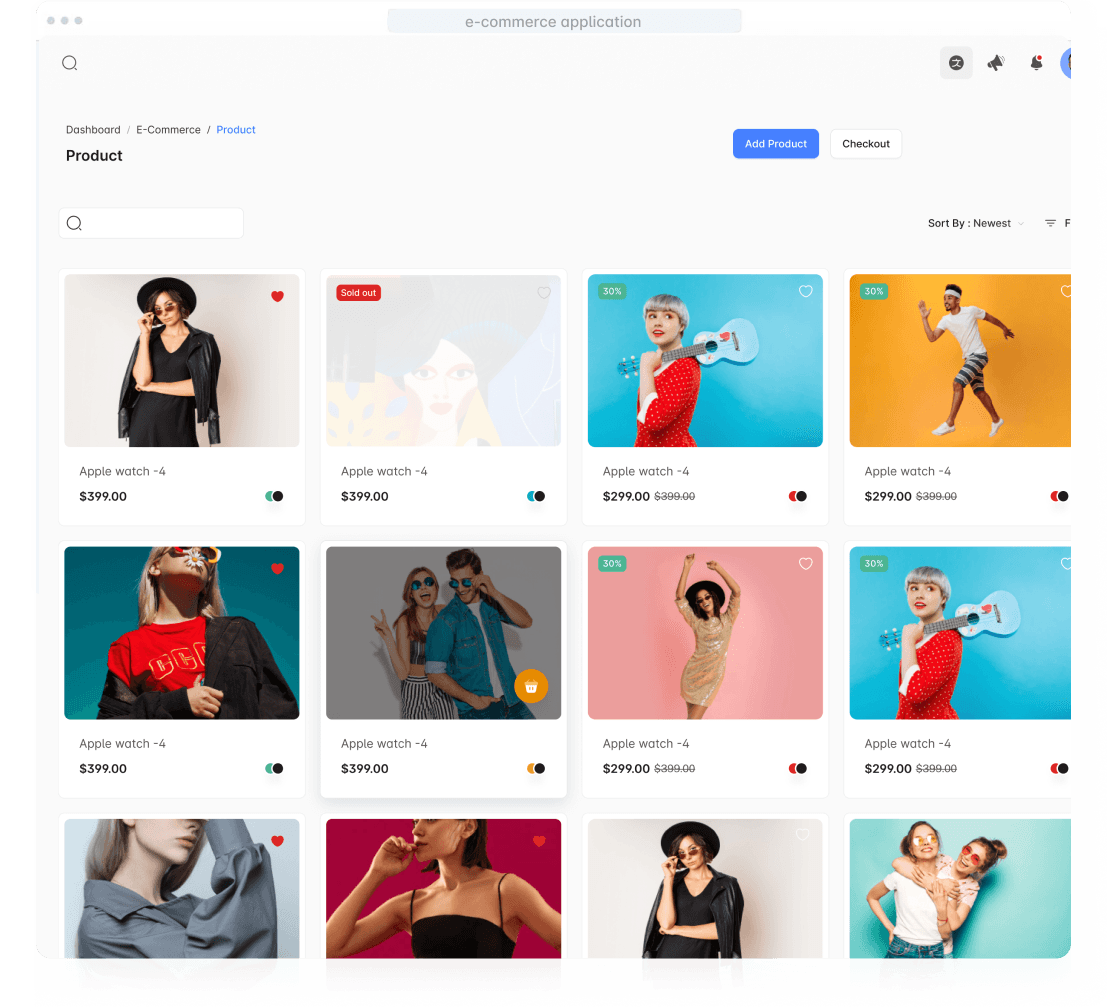 e-commerce application
Dashboard / E-Commerce / Product
Product
Add Product
Checkout
Sort By : Newest
F
Sold out
30%
30%
Apple watch -4
Apple watch -4
Apple watch -4
Apple watch -4
$399.00
$399.00
$299.00 $399.00
$299.00 $399.00
30%
30%
Apple watch -4
Apple watch -4
Apple watch -4
Apple watch -4
$399.00
$399.00
$299.00 $399.00
$299.00 $399.00